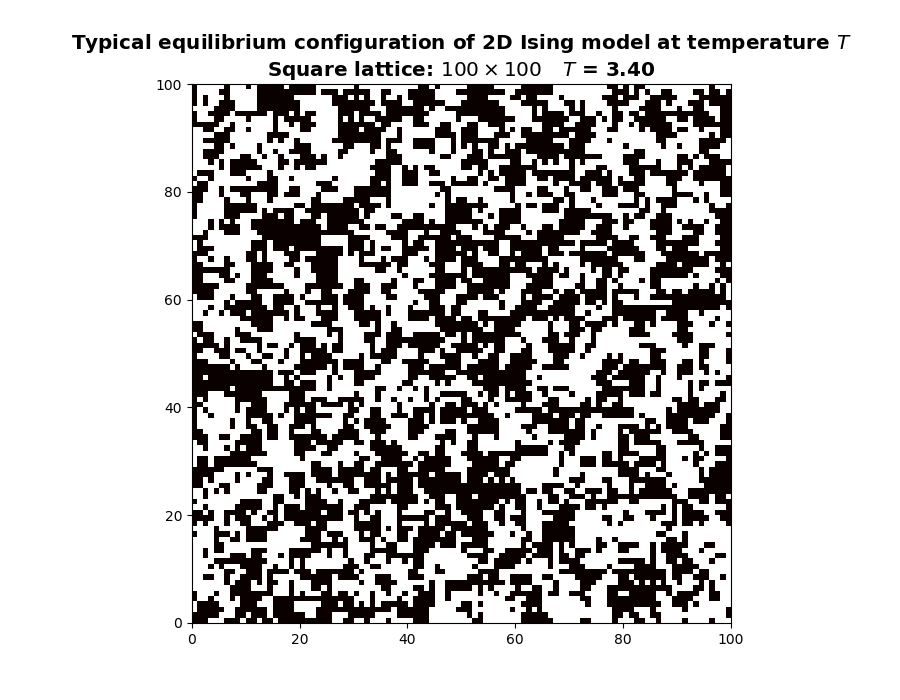 Typical equilibrium configuration of 2D Ising model at temperature T
Square lattice: 100 × 100 T = 3.40
100
80
60
40
20
0
0 20 40 60 80 100